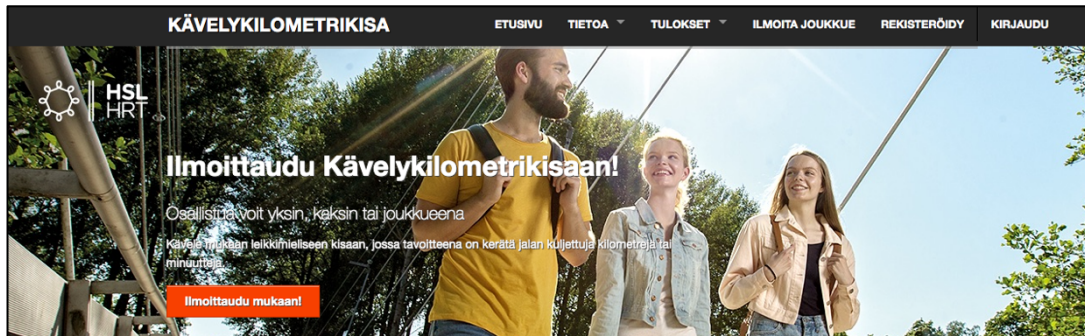 KÄVELYKILOMETRIKISA
ETUSIVU TIETOA TULOKSET ILMOITA JOUKKUE REKISTERÖIDY KIRJAUDU
HSL
HRT
Ilmoittaudu Kävelykilometrikisaan!
Osallistua voit yksin, kaksin tai joukkueena
Kävele mukaan leikkimieliseen kisaan, jossa tavoitteena on kerätä jalan kuljettuja kilometrejä tai
minuutteja.
Ilmoittaudu mukaan!